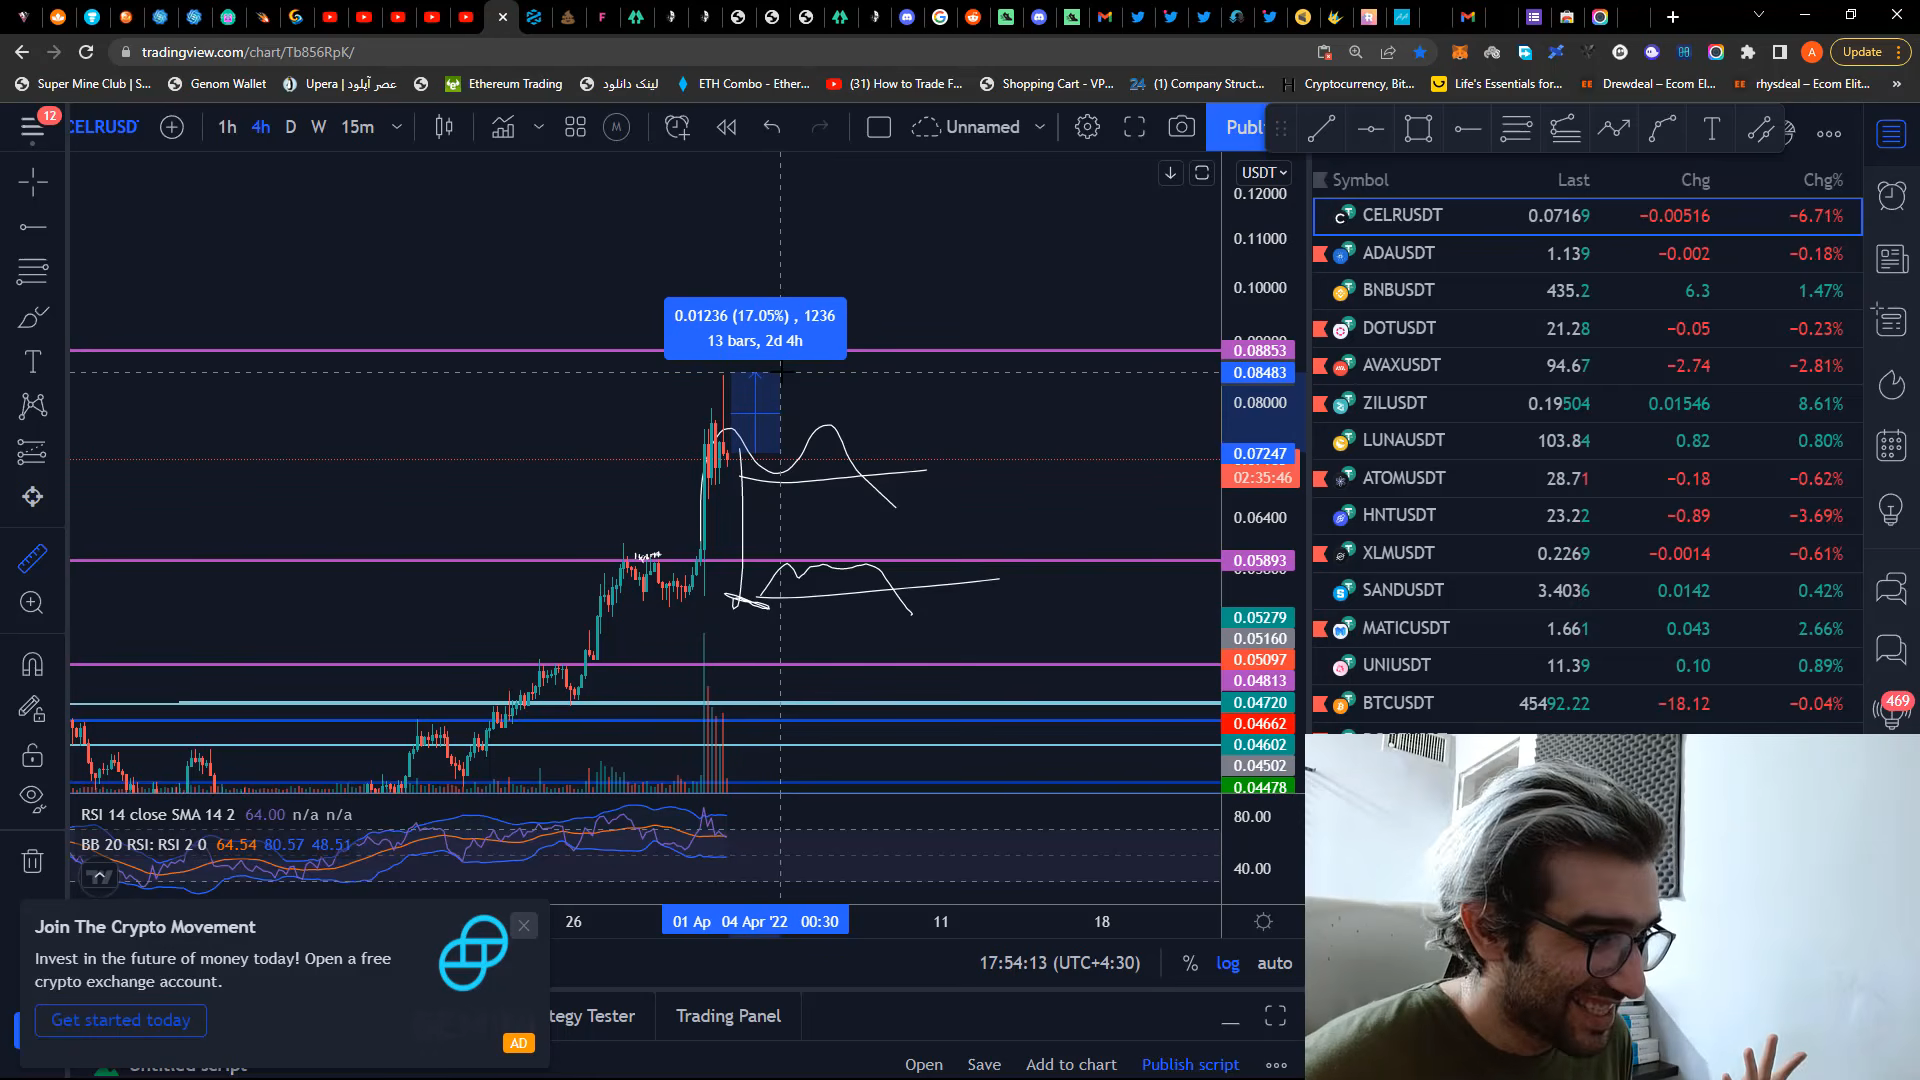 tradingview.com/chart/Tb856RpK/
A
Update
Super Mine Club | S...
Genom Wallet
Upera | عصر آپلود
Ethereum Trading
لینک دانلود
ETH Combo - Ether...
(31) How to Trade F...
Shopping Cart - VP...
24 (1) Company Struct...
Cryptocurrency, Bit...
Life's Essentials for...
EE Drewdeal – Ecom El...
EE rhysdeal – Ecom Elit...
»
12
CELRUSDT
1h 4h D W 15m
M
Unnamed
Publ
T
USDT
Symbol Last Chg Chg%
CELRUSDT 0.07169 −0.00516 −6.71%
ADAUSDT 1.139 −0.002 −0.18%
BNBUSDT 435.2 6.3 1.47%
DOTUSDT 21.28 −0.05 −0.23%
AVAXUSDT 94.67 −2.74 −2.81%
ZILUSDT 0.19504 0.01546 8.61%
LUNAUSDT 103.84 0.82 0.80%
ATOMUSDT 28.71 −0.18 −0.62%
HNTUSDT 23.22 −0.89 −3.69%
XLMUSDT 0.2269 −0.0014 −0.61%
SANDUSDT 3.4036 0.0142 0.42%
MATICUSDT 1.661 0.043 2.66%
UNIUSDT 11.39 0.10 0.89%
BTCUSDT 45492.22 −18.12 −0.04%
469
0.12000
0.11000
0.10000
0.08853
0.08483
0.08000
0.07247
02:35:46
0.06400
0.05893
0.05279
0.05160
0.05097
0.04813
0.04720
0.04662
0.04602
0.04502
0.04478
80.00
40.00
0.01236 (17.05%) , 1236
13 bars, 2d 4h
RSI 14 close SMA 14 2 64.00 n/a n/a
BB 20 RSI: RSI 2 0 64.54 80.57 48.51
26 01 Ap 04 Apr '22 00:30 11 18
17:54:13 (UTC+4:30) % log auto
Join The Crypto Movement
Invest in the future of money today! Open a free
crypto exchange account.
Get started today
AD
tegy Tester Trading Panel
Open Save Add to chart Publish script